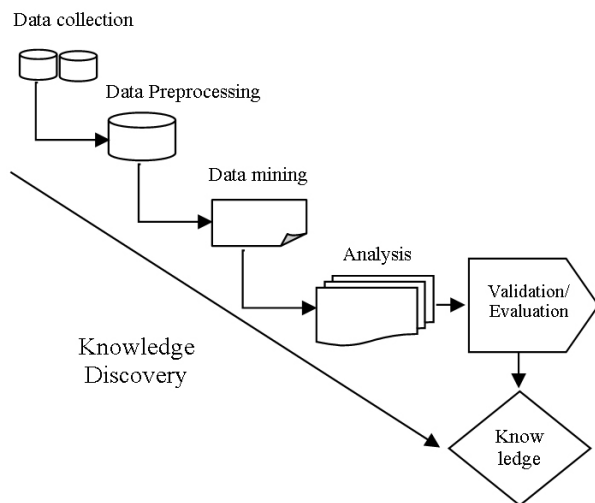 Data collection
Data Preprocessing
Data mining
Analysis
Validation/
Evaluation
Knowledge
Discovery
Know
ledge